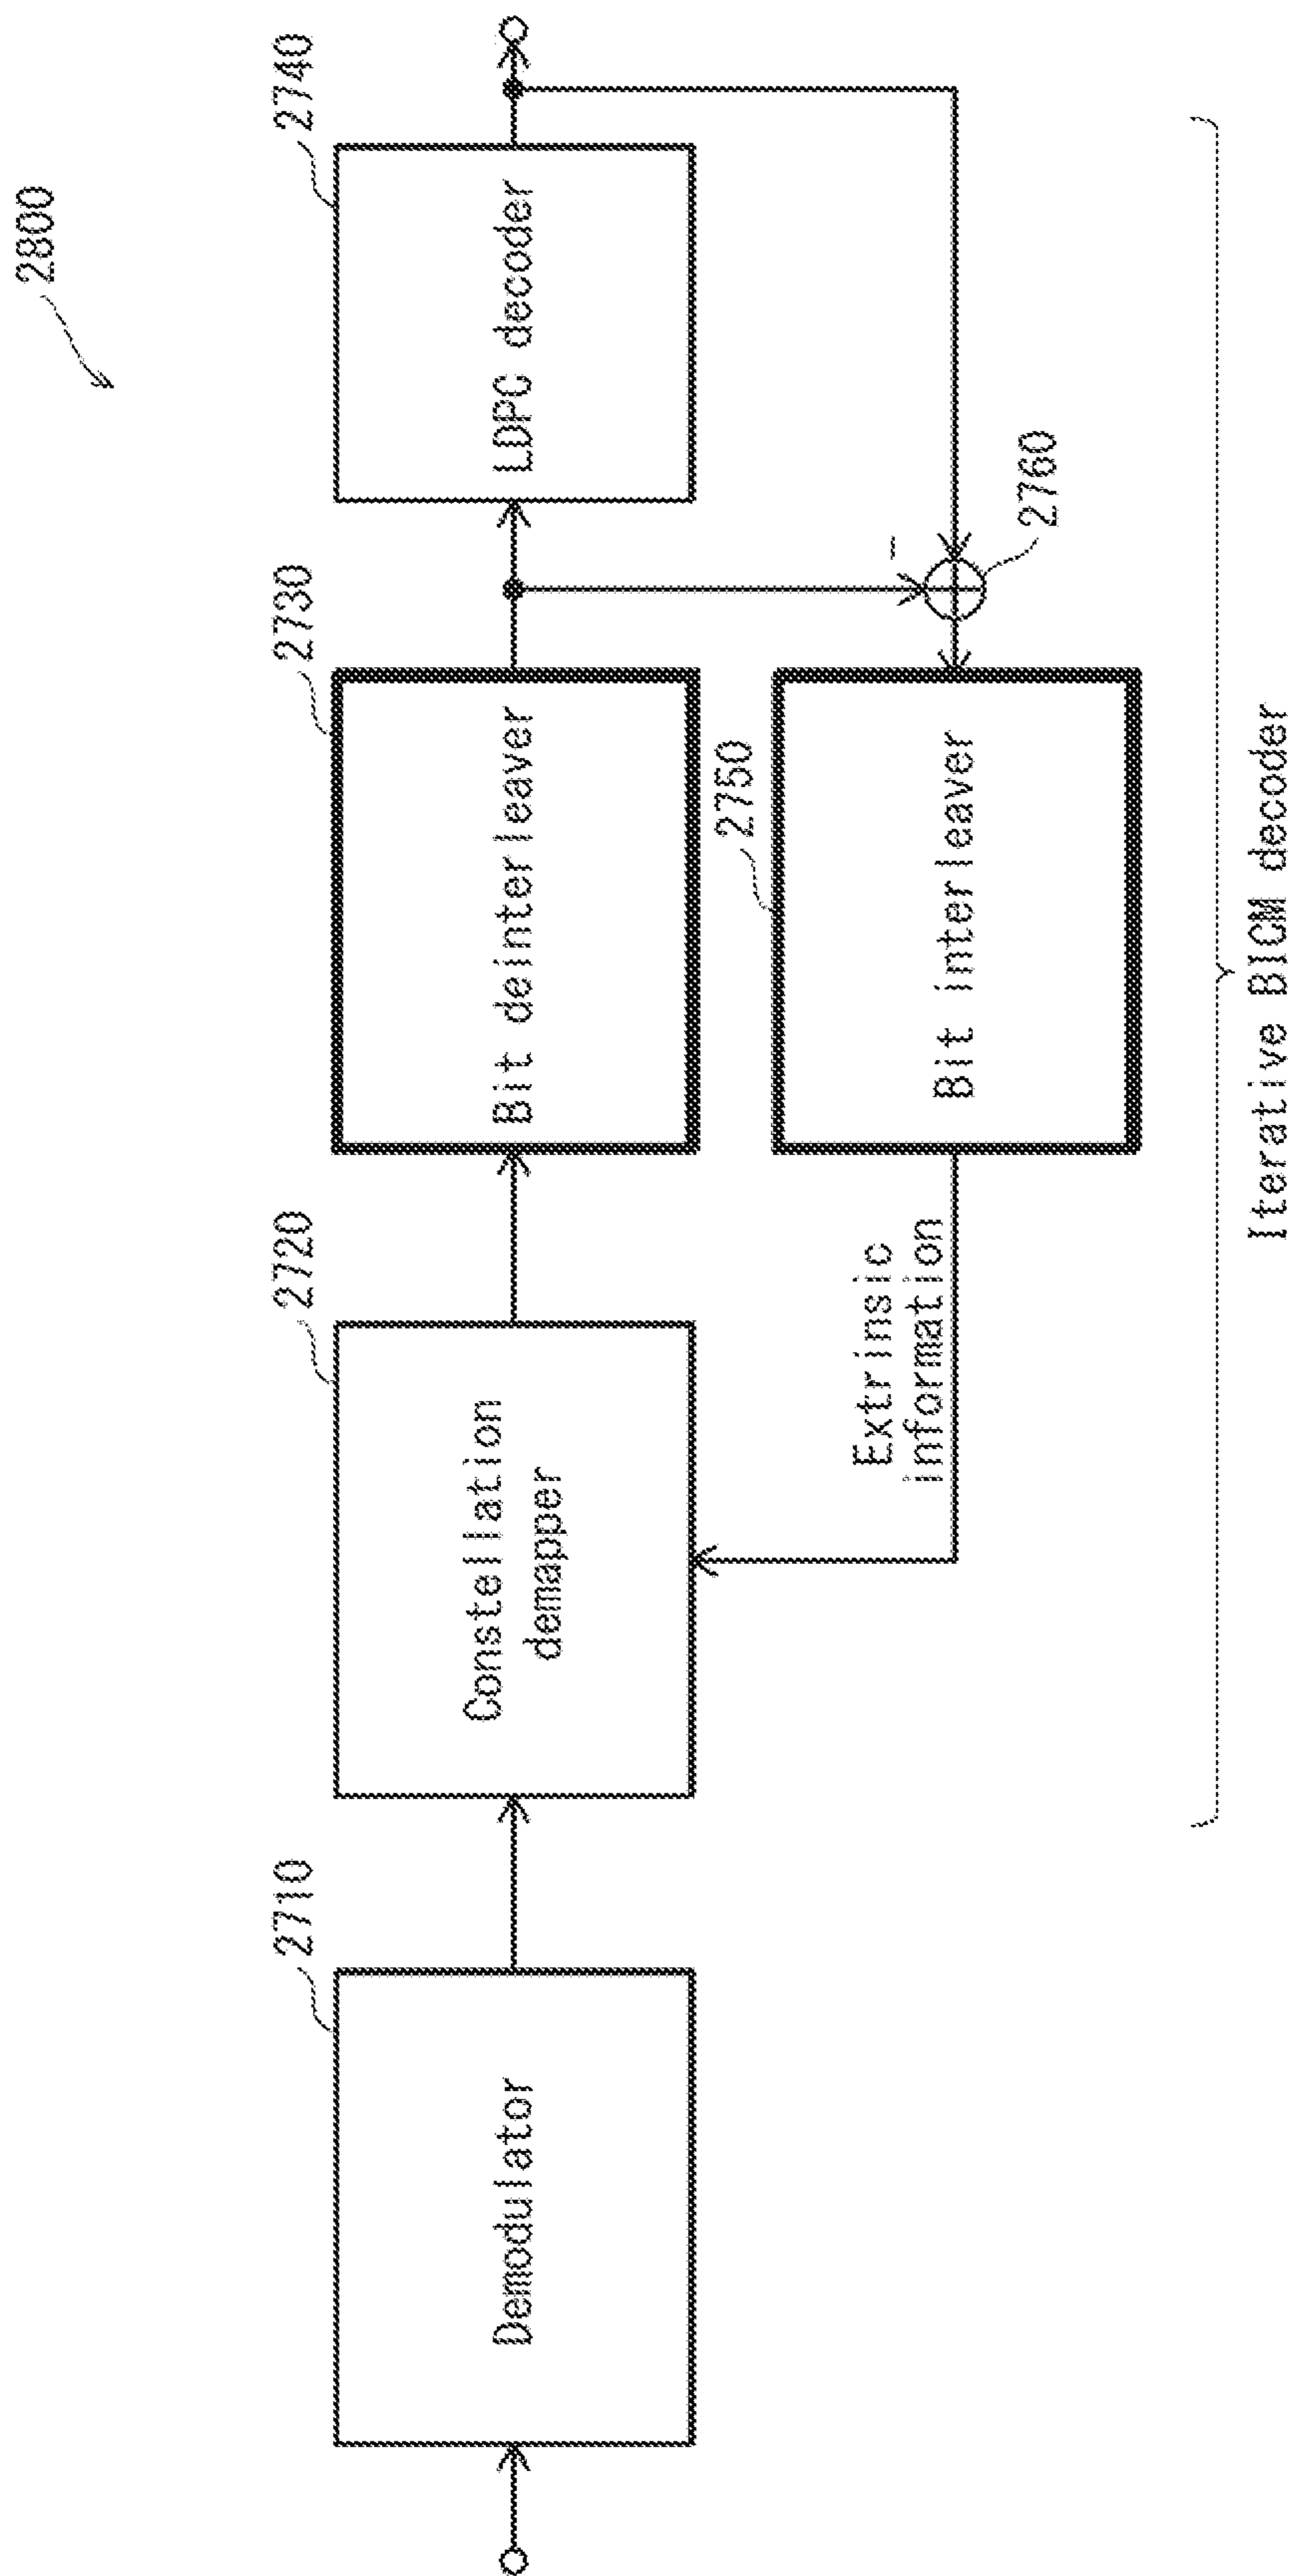 2800
2710
2720
2730
2740
Demodulator
Constellation
demapper
Bit deinterleaver
LDPC decoder
-
2750
2760
Extrinsic
information
Bit interleaver
Iterative BICM decoder